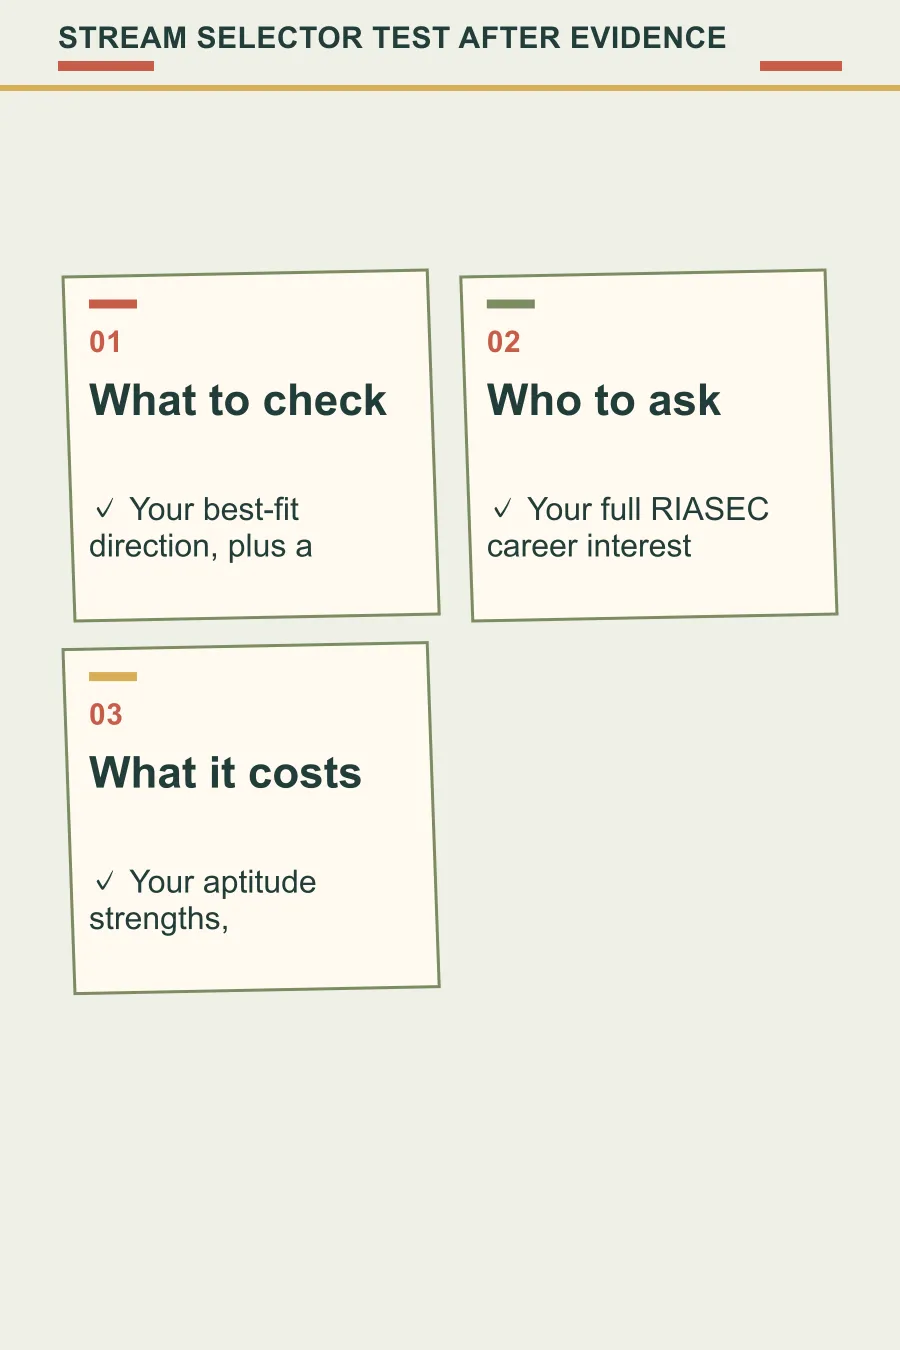 STREAM SELECTOR TEST AFTER EVIDENCE
01
What to check
✓ Your best-fit
direction, plus a
02
Who to ask
✓ Your full RIASEC
career interest
03
What it costs
✓ Your aptitude
strengths,